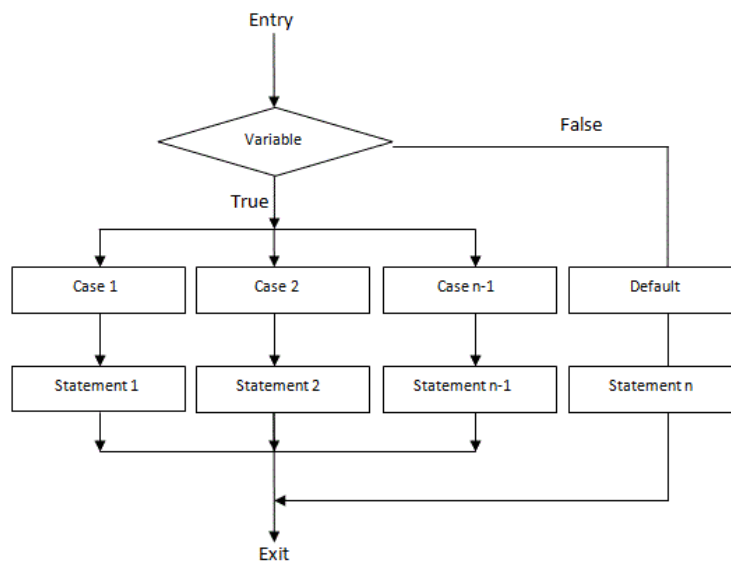 Entry
Variable
False
True
Case 1
Case 2
Case n-1
Default
Statement 1
Statement 2
Statement n-1
Statement n
Exit